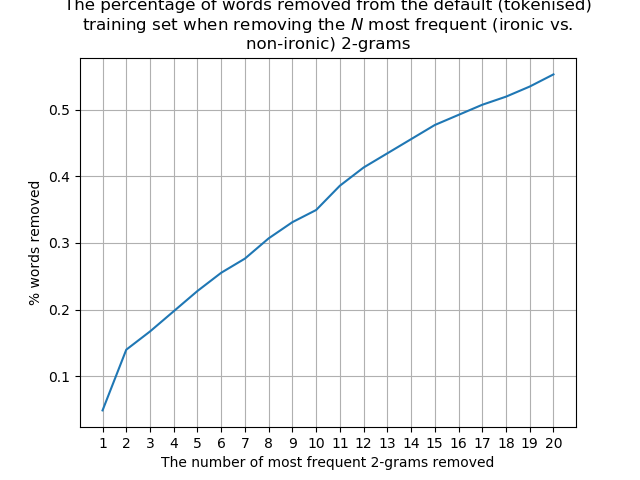 The percentage of words removed from the default (tokenised)
training set when removing the N most frequent (ironic vs.
non-ironic) 2-grams
% words removed
0.5
0.4
0.3
0.2
0.1
1 2 3 4 5 6 7 8 9 10 11 12 13 14 15 16 17 18 19 20
The number of most frequent 2-grams removed